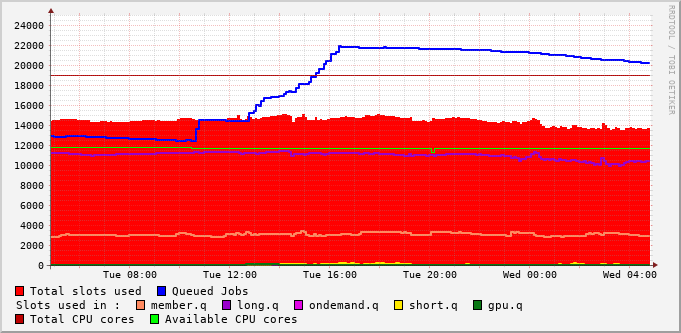 24000
22000
20000
18000
16000
14000
12000
10000
8000
6000
4000
2000
0
Tue 08:00 Tue 12:00 Tue 16:00 Tue 20:00 Wed 00:00 Wed 04:00
Total slots used Queued Jobs
Slots used in : member.q long.q ondemand.q short.q gpu.q
Total CPU cores Available CPU cores
RRDTOOL / TOBI OETIKER